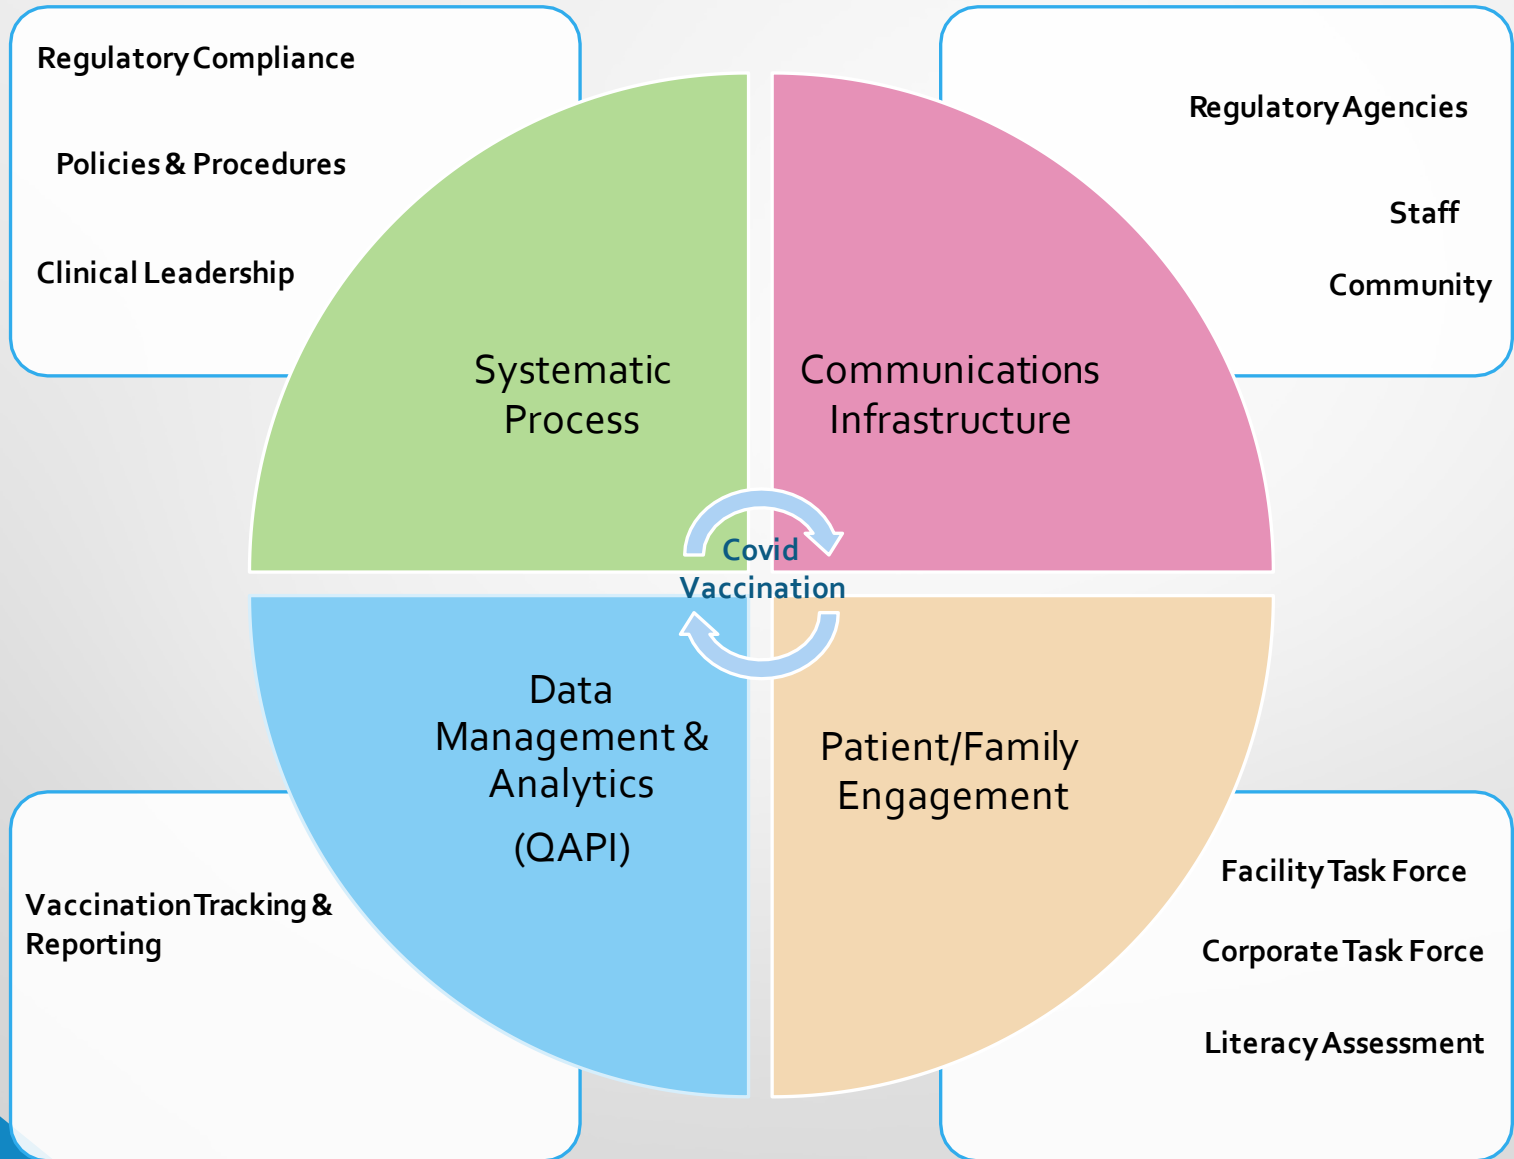 Regulatory Compliance
Policies & Procedures
Clinical Leadership
Regulatory Agencies
Staff
Community
Systematic
Process
Communications
Infrastructure
Covid
Vaccination
Data
Management &
Analytics
(QAPI)
Patient/Family
Engagement
Vaccination Tracking &
Reporting
Facility Task Force
Corporate Task Force
Literacy Assessment